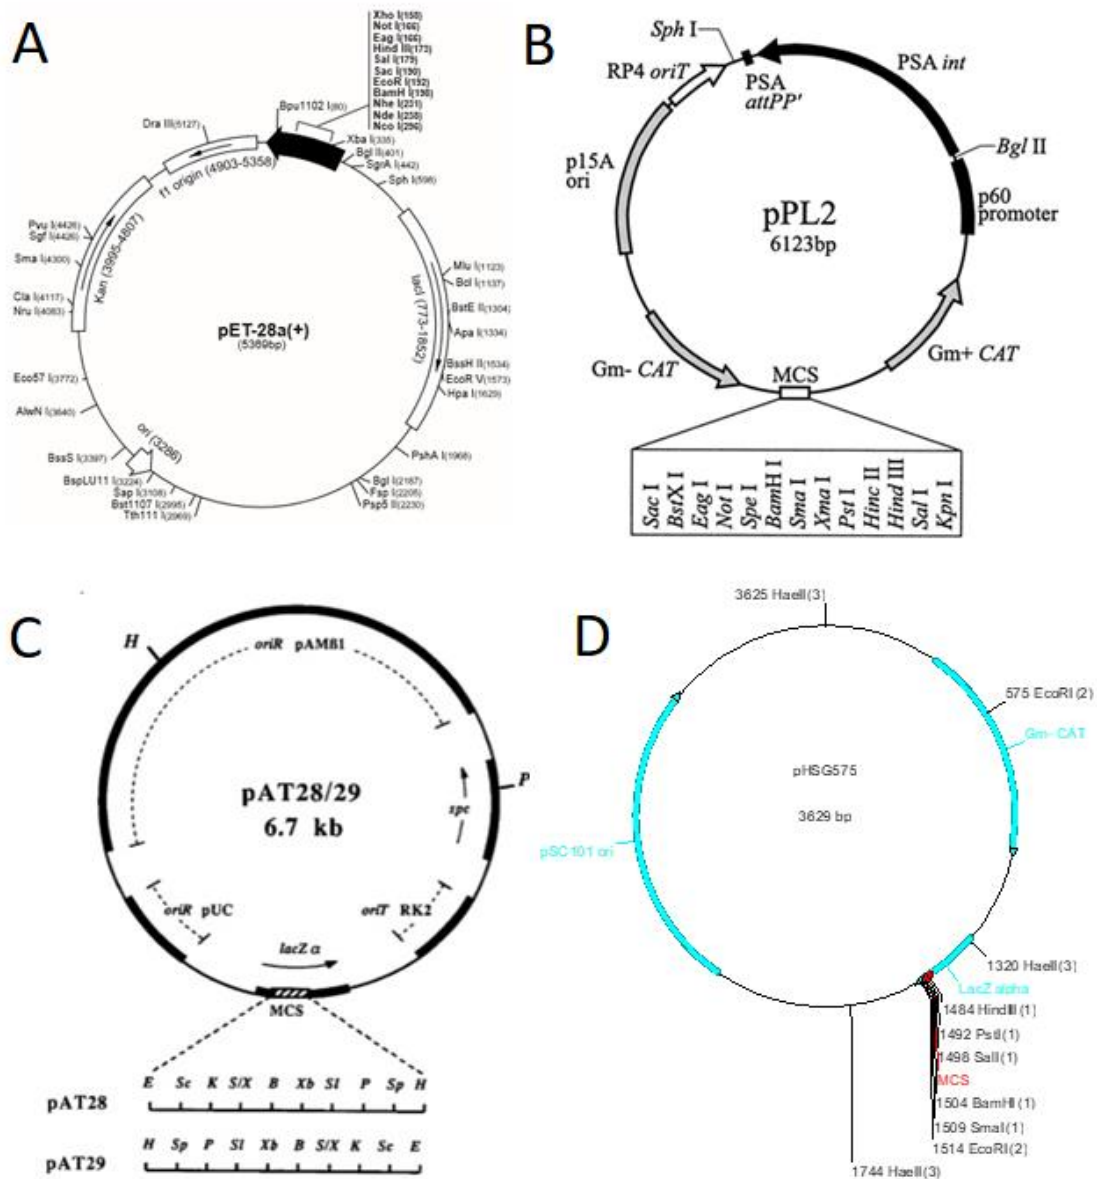 A
Xho I(158)
Not I(166)
Eag I(166)
Hind III(173)
Sal I(179)
Sac I(190)
EcoR I(192)
BamH I(198)
Nhe I(231)
Nde I(238)
Nco I(296)
Bpu1102 I(80)
Xba I(335)
Bgl II(401)
SgrA I(442)
Sph I(598)
Dra III(5127)
f1 origin (4903-5358)
Pvu I(4426)
Sgf I(4426)
Sma I(4300)
Kan (3995-4807)
Cla I(4117)
Nru I(4083)
lacI (773-1852)
Mlu I(1123)
Bcl I(1137)
BstE II(1304)
Apa I(1334)
BssH II(1534)
EcoR V(1573)
Hpa I(1629)
pET-28a(+)
(5369bp)
Eco57 I(3772)
AlwN I(3640)
ori (3286)
BssS I(3397)
BspLU11 I(3224)
Sap I(3108)
Bst1107 I(2995)
Tth111 I(2969)
PshA I(1968)
Bgl I(2187)
Fsp I(2205)
Psp5 II(2230)
B
Sph I
RP4 oriT
PSA
attPP'
PSA int
Bgl II
p15A
ori
p60
promoter
pPL2
6123bp
Gm- CAT
Gm+ CAT
MCS
Sac I
BstX I
Eag I
Not I
Spe I
BamH I
Sma I
Xma I
Pst I
Hinc II
Hind III
Sal I
Kpn I
C
H
oriR pAMß1
P
spc
pAT28/29
6.7 kb
oriR pUC
oriT RK2
lacZ α
MCS
E Sc K S/X B Xb Sl P Sp H
pAT28
H Sp P Sl Xb B S/X K Sc E
pAT29
D
3625 HaeII (3)
575 EcoRI (2)
Gm- CAT
pHSG575
3629 bp
pSC101 ori
1320 HaeII (3)
LacZ alpha
1484 HindIII (1)
1492 PstI (1)
1498 SalI (1)
MCS
1504 BamHI (1)
1509 SmaI (1)
1514 EcoRI (2)
1744 HaeII (3)